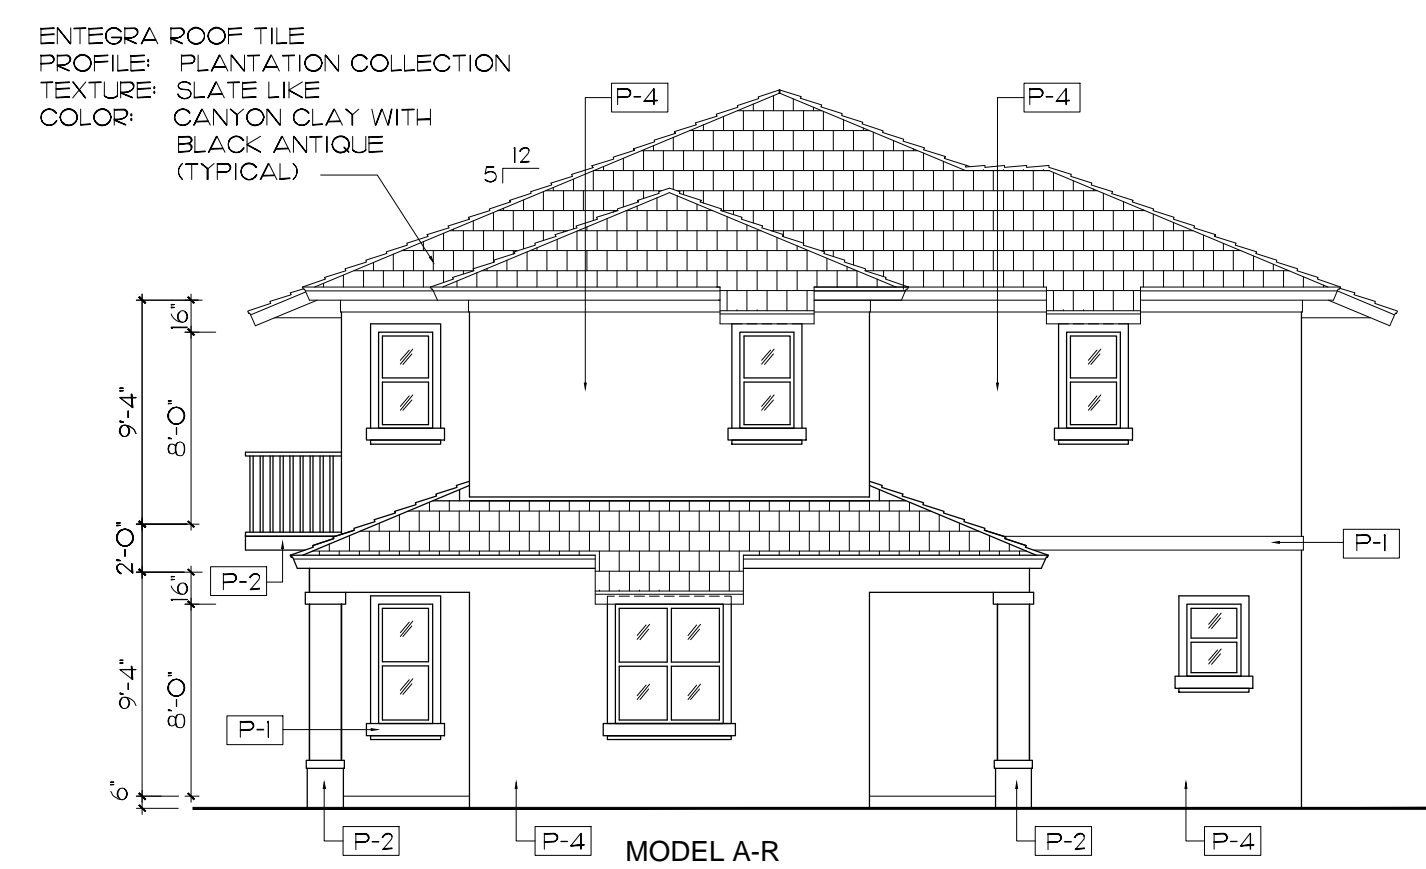 ENTEGRA ROOF TILE
PROFILE: PLANTATION COLLECTION
TEXTURE: SLATE LIKE
COLOR: CANYON CLAY WITH
BLACK ANTIQUE
(TYPICAL)
P-4
P-4
12
5
16"
9'-4"
8'-0"
2'-0"
P-1
P-2
16"
9'-4"
8'-0"
P-1
6"
P-2
P-4
P-2
P-4
MODEL A-R